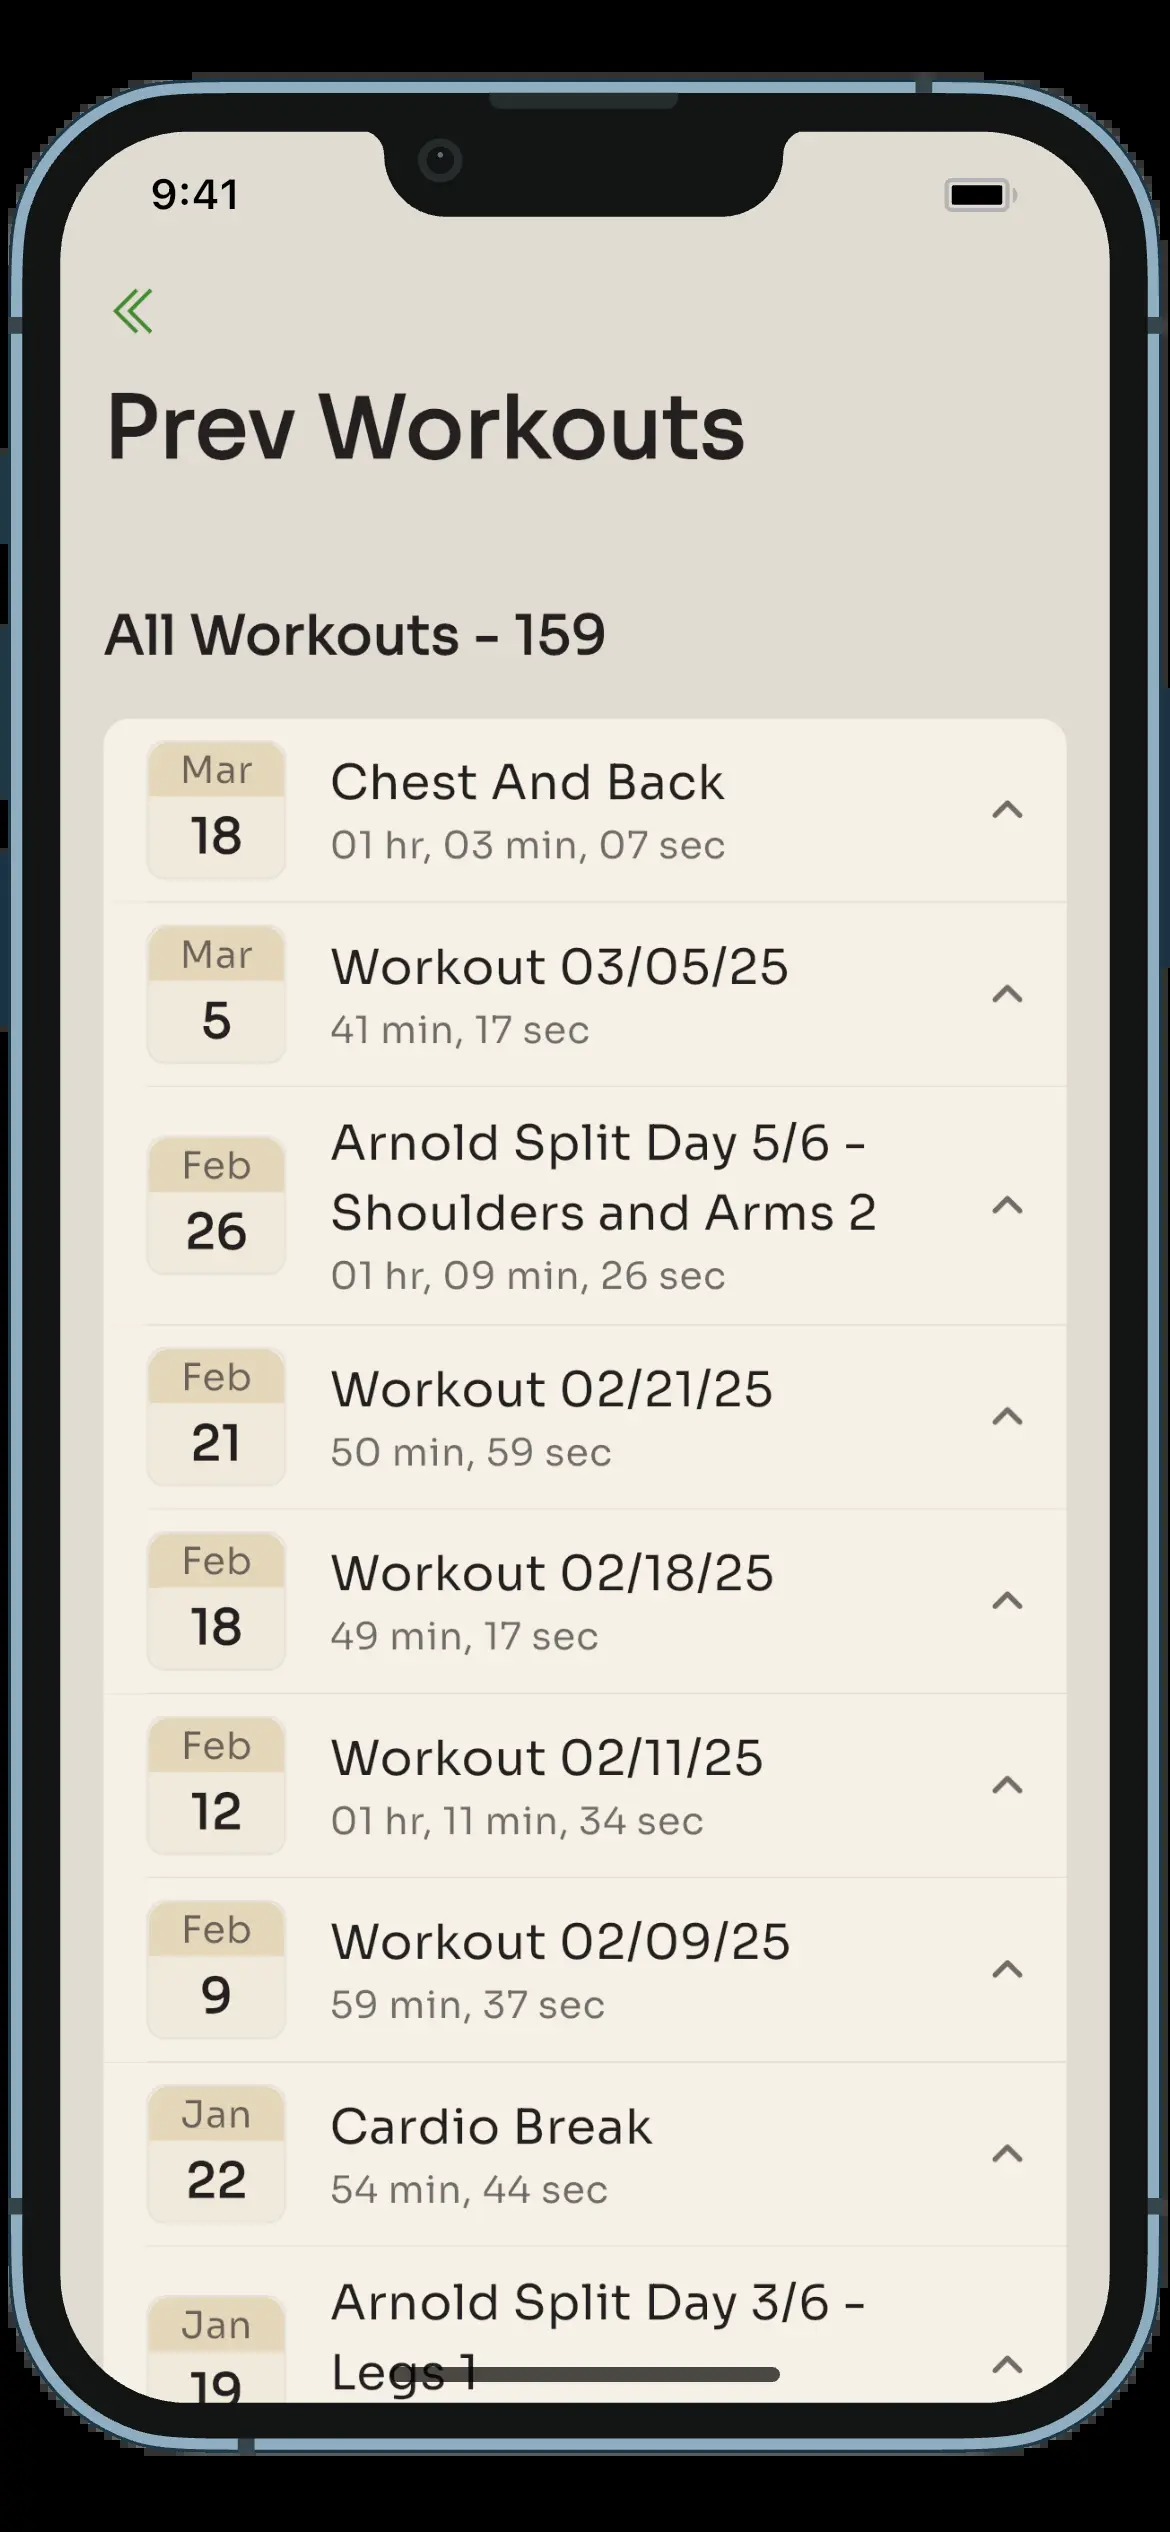 9:41
Prev Workouts
All Workouts - 159
Mar
18
Chest And Back
01 hr, 03 min, 07 sec
Mar
5
Workout 03/05/25
41 min, 17 sec
Feb
26
Arnold Split Day 5/6 -
Shoulders and Arms 2
01 hr, 09 min, 26 sec
Feb
21
Workout 02/21/25
50 min, 59 sec
Feb
18
Workout 02/18/25
49 min, 17 sec
Feb
12
Workout 02/11/25
01 hr, 11 min, 34 sec
Feb
9
Workout 02/09/25
59 min, 37 sec
Jan
22
Cardio Break
54 min, 44 sec
Jan
19
Arnold Split Day 3/6 -
Legs 1